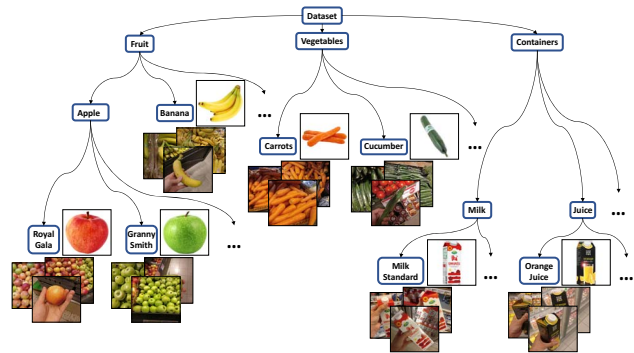 Dataset
Fruit
Vegetables
Containers
Apple
Banana
...
Carrots
Cucumber
...
Milk
Juice
...
Royal
Gala
Granny
Smith
...
Milk
Standard
...
Orange
Juice
...